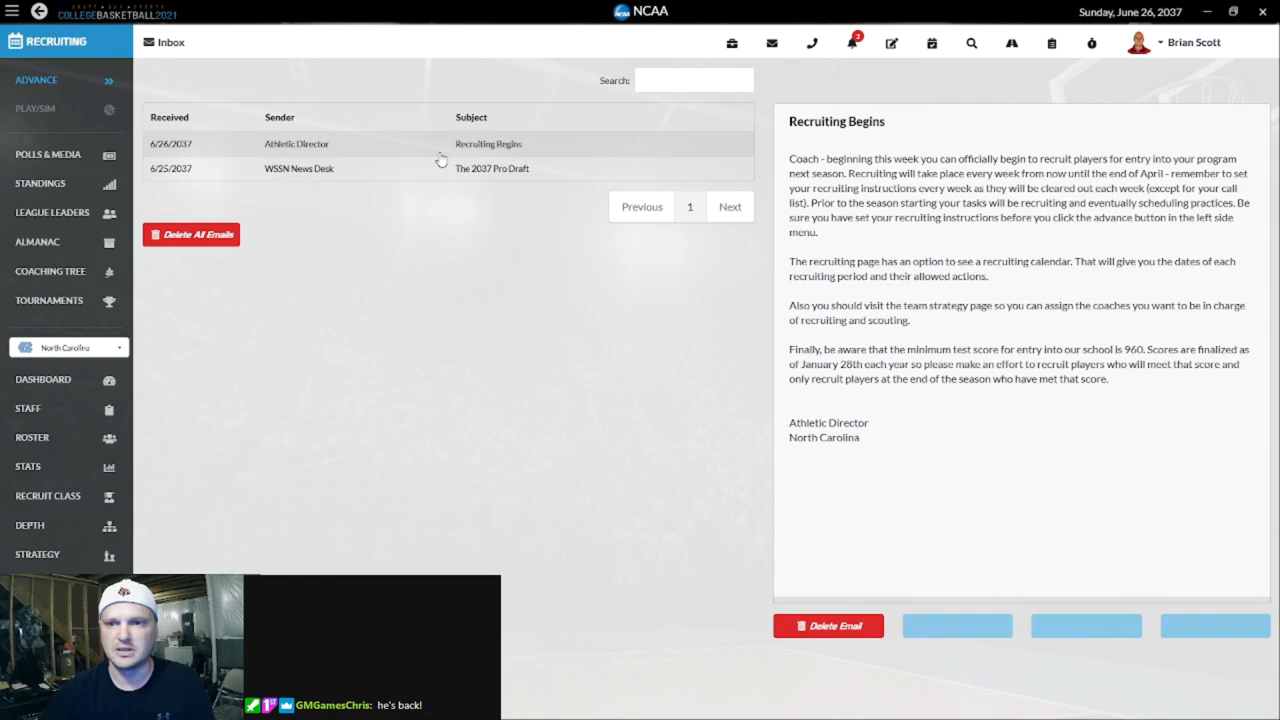 DRAFT DAY SPORTS
COLLEGEBASKETBALL2021
NCAA
Sunday, June 26, 2037
RECRUITING
Inbox
2
Brian Scott
ADVANCE
PLAY/SIM
POLLS & MEDIA
STANDINGS
LEAGUE LEADERS
ALMANAC
COACHING TREE
TOURNAMENTS
North Carolina
DASHBOARD
STAFF
ROSTER
STATS
RECRUIT CLASS
DEPTH
STRATEGY
Search:
Received Sender Subject
6/26/2037 Athletic Director Recruiting Begins
6/25/2037 WSSN News Desk The 2037 Pro Draft
Previous 1 Next
Delete All Emails
Recruiting Begins
Coach - beginning this week you can officially begin to recruit players for entry into your program
next season. Recruiting will take place every week from now until the end of April - remember to set
your recruiting instructions every week as they will be cleared out each week (except for your call
list). Prior to the season starting your tasks will be recruiting and eventually scheduling practices. Be
sure you have set your recruiting instructions before you click the advance button in the left side
menu.
The recruiting page has an option to see a recruiting calendar. That will give you the dates of each
recruiting period and their allowed actions.
Also you should visit the team strategy page so you can assign the coaches you want to be in charge
of recruiting and scouting.
Finally, be aware that the minimum test score for entry into our school is 960. Scores are finalized as
of January 28th each year so please make an effort to recruit players who will meet that score and
only recruit players at the end of the season who have met that score.
Athletic Director
North Carolina
Delete Email
GMGamesChris: he's back!